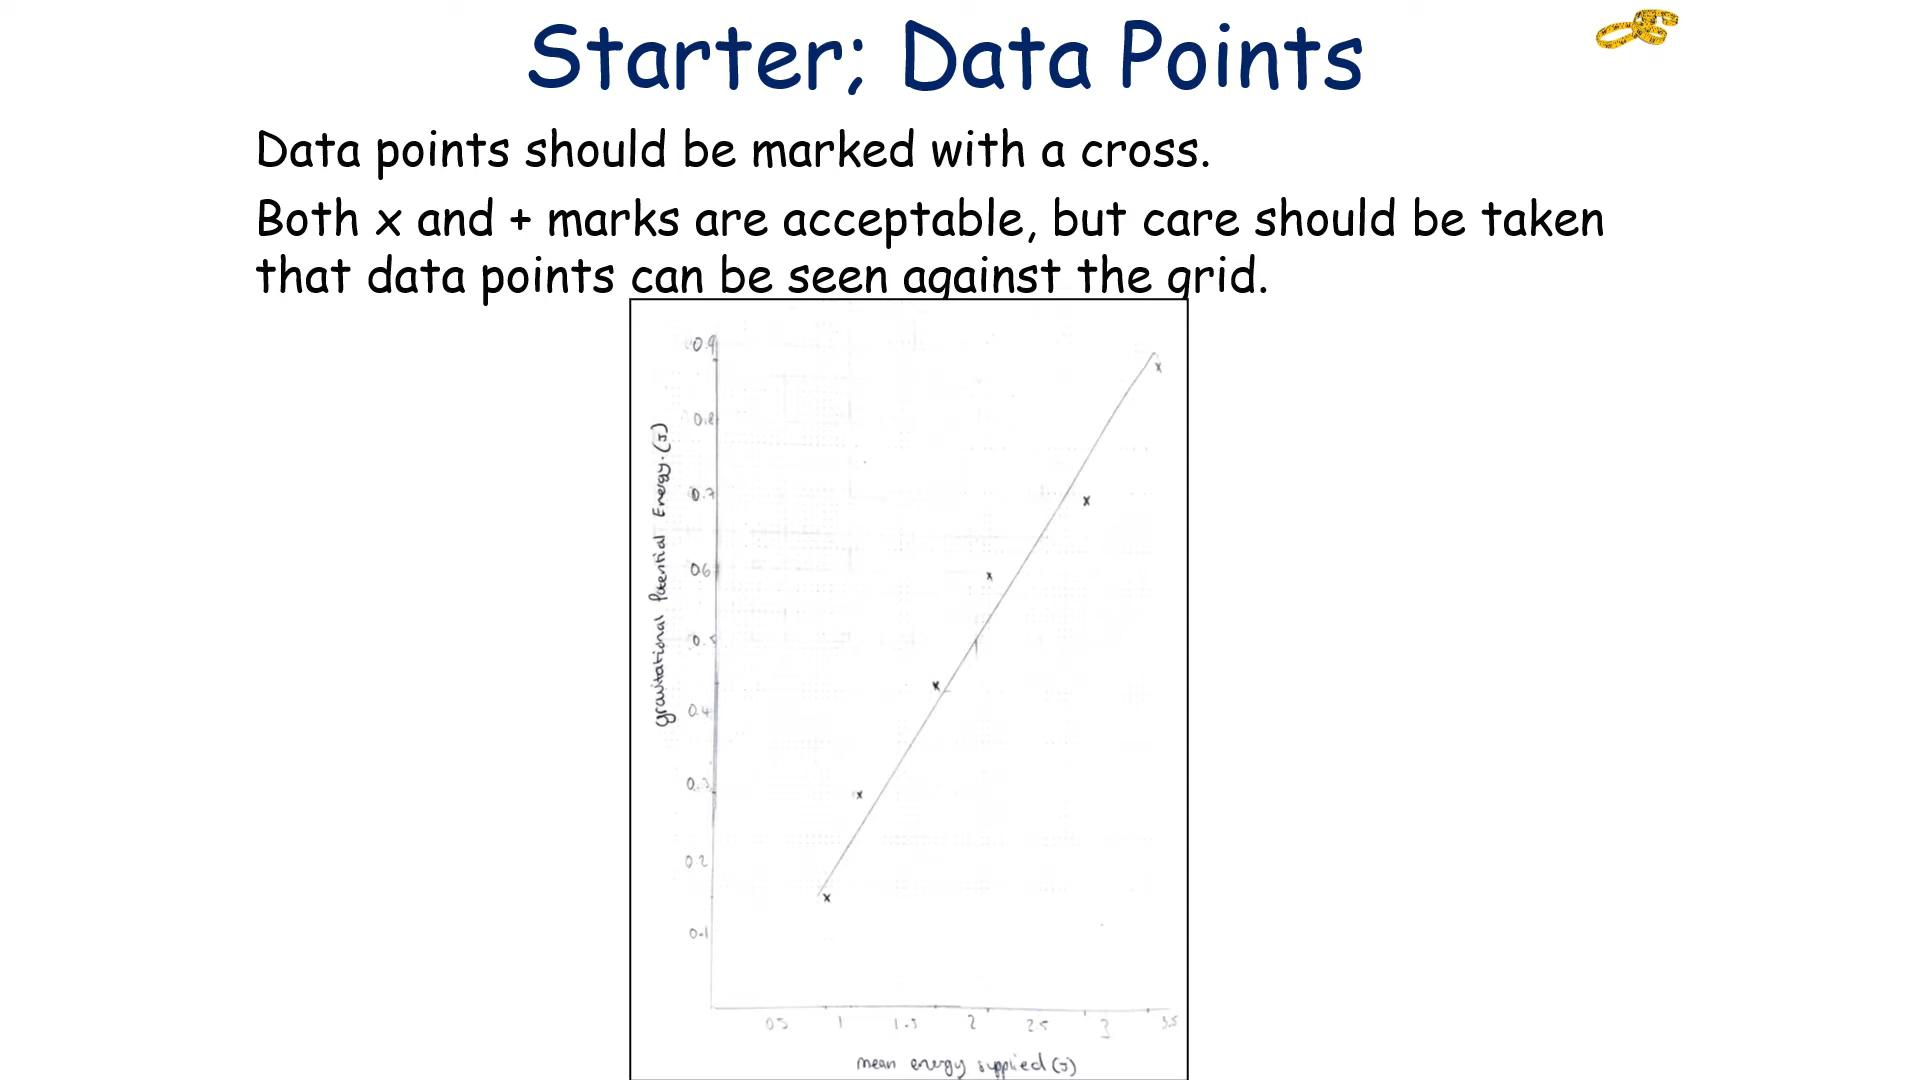 Starter; Data Points
Data points should be marked with a cross.
Both x and + marks are acceptable, but care should be taken
that data points can be seen against the grid.
0.9
0.8
0.7
0.6
0.5
0.4
0.3
0.2
0.1
gravitational Potential Energy.(J)
0.5 1 1.5 2 2.5 3 3.5
mean energy supplied (J)